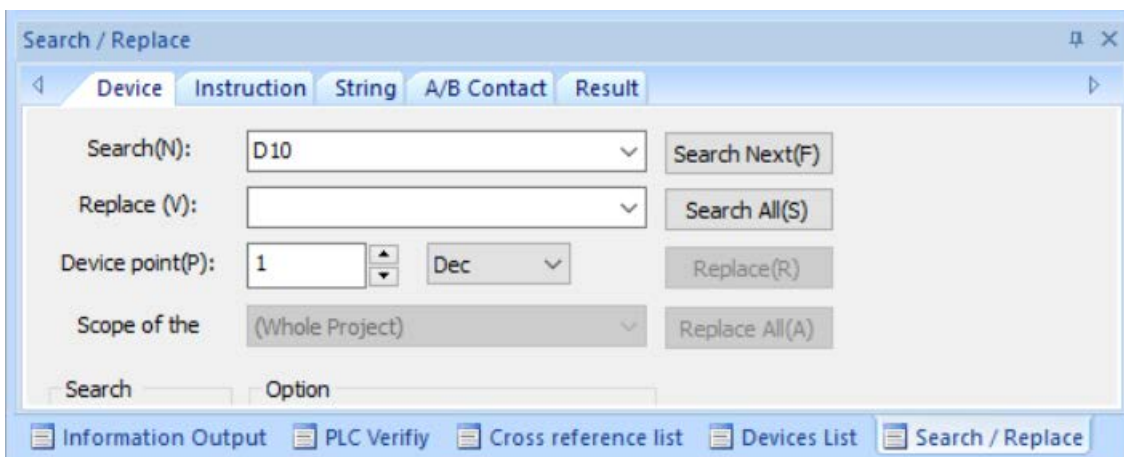 Search / Replace
Device Instruction String A/B Contact Result
Search(N): D10 Search Next(F)
Replace (V): Search All(S)
Device point(P): 1 Dec Replace(R)
Scope of the (Whole Project) Replace All(A)
Search Option
Information Output PLC Verifiy Cross reference list Devices List Search / Replace